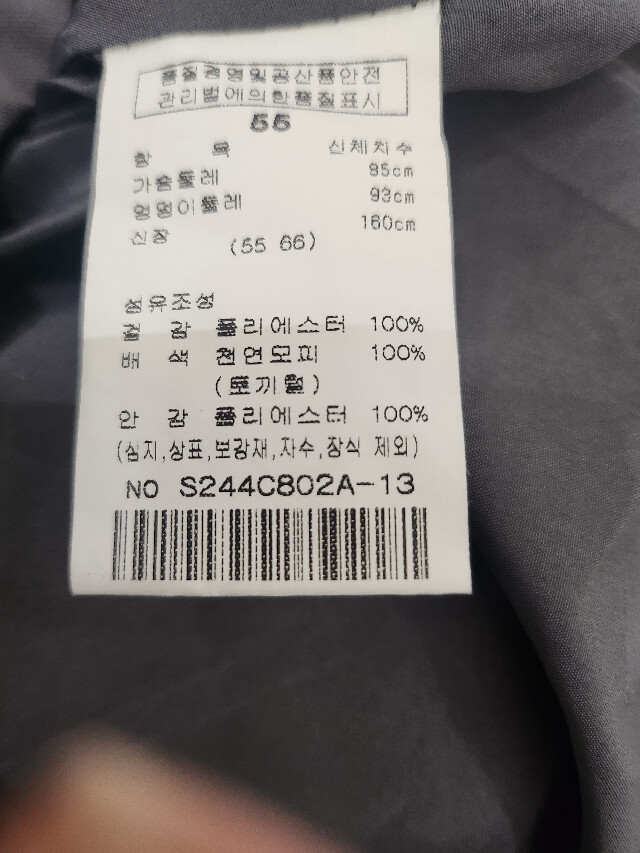 품질경영및공산품안전
관리법에의한품질표시
55
항 목 신체치수
가슴둘레 85cm
엉덩이둘레 93cm
신장 160cm
(55 66)
섬유조성
겉 감 폴리에스터 100%
배 색 천연모피 100%
(토끼털)
안 감 폴리에스터 100%
(심지,상표,보강재,자수,장식 제외)
NO S244C802A-13